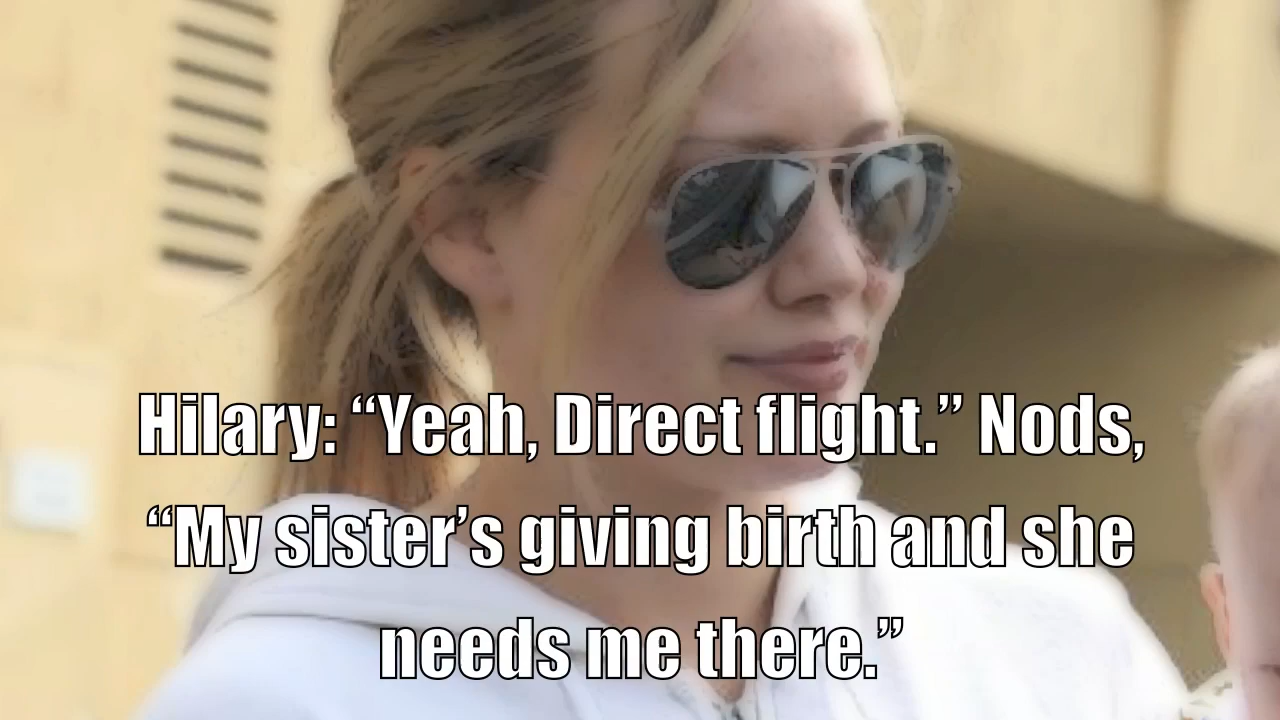 Hilary: “Yeah, Direct flight.” Nods,
“My sister’s giving birth and she
needs me there.”